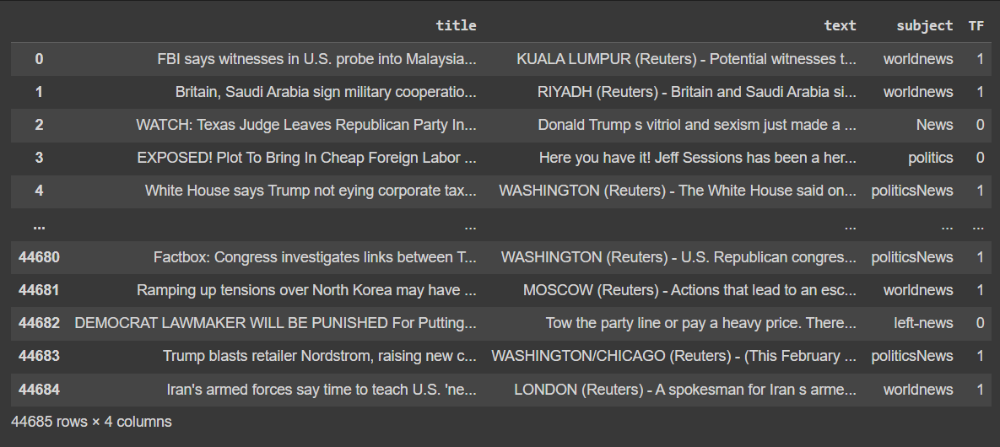 title text subject TF
0 FBI says witnesses in U.S. probe into Malaysia... KUALA LUMPUR (Reuters) - Potential witnesses t... worldnews 1
1 Britain, Saudi Arabia sign military cooperatio... RIYADH (Reuters) - Britain and Saudi Arabia si... worldnews 1
2 WATCH: Texas Judge Leaves Republican Party In... Donald Trump s vitriol and sexism just made a ... News 0
3 EXPOSED! Plot To Bring In Cheap Foreign Labor ... Here you have it! Jeff Sessions has been a her... politics 0
4 White House says Trump not eying corporate tax... WASHINGTON (Reuters) - The White House said on... politicsNews 1
... ... ... ... ...
44680 Factbox: Congress investigates links between T... WASHINGTON (Reuters) - U.S. Republican congres... politicsNews 1
44681 Ramping up tensions over North Korea may have ... MOSCOW (Reuters) - Actions that lead to an esc... worldnews 1
44682 DEMOCRAT LAWMAKER WILL BE PUNISHED For Putting... Tow the party line or pay a heavy price. There... left-news 0
44683 Trump blasts retailer Nordstrom, raising new c... WASHINGTON/CHICAGO (Reuters) - (This February ... politicsNews 1
44684 Iran's armed forces say time to teach U.S. 'ne... LONDON (Reuters) - A spokesman for Iran s arme... worldnews 1
44685 rows × 4 columns